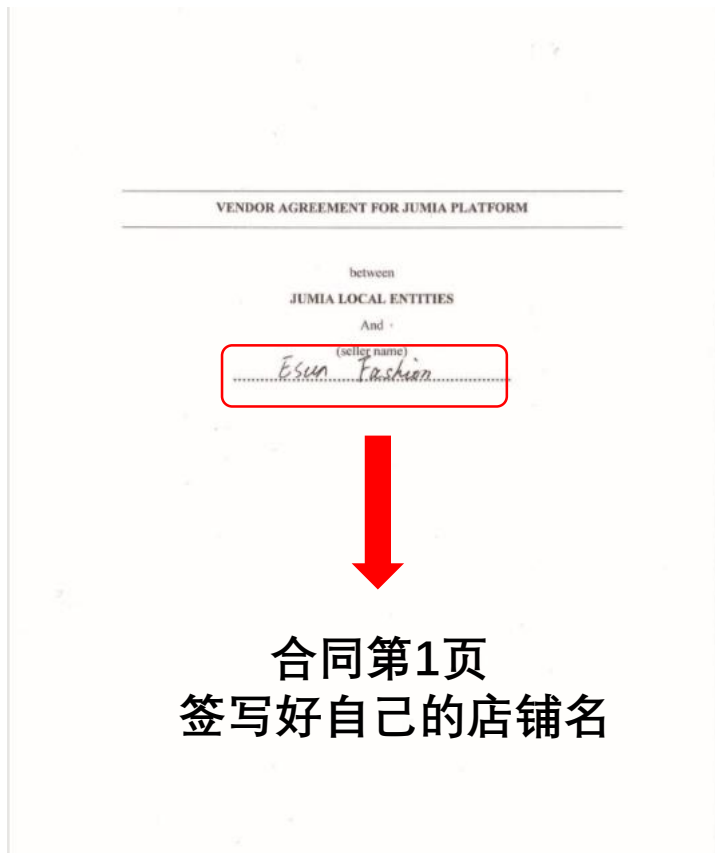 VENDOR AGREEMENT FOR JUMIA PLATFORM
between
JUMIA LOCAL ENTITIES
And
(seller name)
Esun Fashion
合同第1页
签写好自己的店铺名